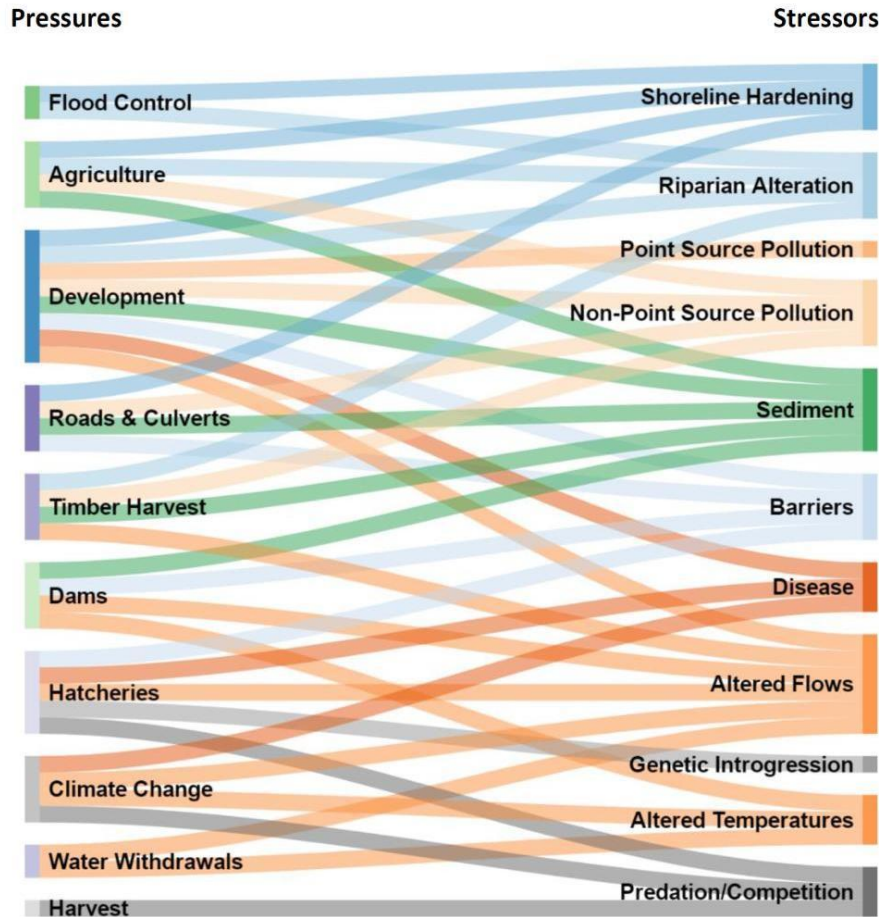 Pressures
Stressors
Flood Control
Agriculture
Development
Roads & Culverts
Timber Harvest
Dams
Hatcheries
Climate Change
Water Withdrawals
Harvest
Shoreline Hardening
Riparian Alteration
Point Source Pollution
Non-Point Source Pollution
Sediment
Barriers
Disease
Altered Flows
Genetic Introgression
Altered Temperatures
Predation/Competition